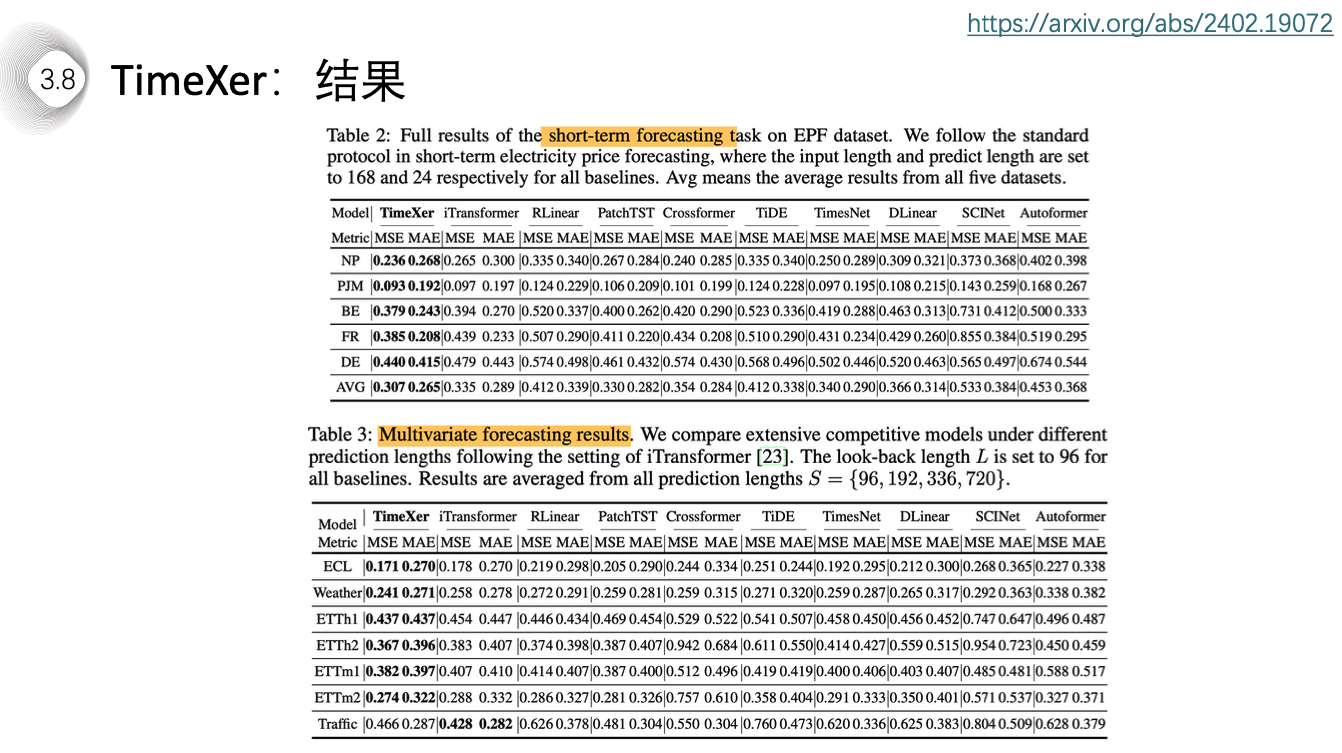 https://arxiv.org/abs/2402.19072
3.8
TimeXer：结果
Table 2: Full results of the short-term forecasting task on EPF dataset. We follow the standard
protocol in short-term electricity price forecasting, where the input length and predict length are set
to 168 and 24 respectively for all baselines. Avg means the average results from all five datasets.
Model| TimeXer iTransformer RLinear PatchTST Crossformer TiDE TimesNet DLinear SCINet Autoformer
Metric|MSE MAE|MSE MAE|MSE MAE|MSE MAE|MSE MAE|MSE MAE|MSE MAE|MSE MAE|MSE MAE|MSE MAE
NP |0.236 0.268|0.265 0.300|0.335 0.340|0.267 0.284|0.240 0.285|0.335 0.340|0.250 0.289|0.309 0.321|0.373 0.368|0.402 0.398
PJM |0.093 0.192|0.097 0.197|0.124 0.229|0.106 0.209|0.101 0.199|0.124 0.228|0.097 0.195|0.108 0.215|0.143 0.259|0.168 0.267
BE |0.379 0.243|0.394 0.270|0.520 0.337|0.400 0.262|0.420 0.290|0.523 0.336|0.419 0.288|0.463 0.313|0.731 0.412|0.500 0.333
FR |0.385 0.208|0.439 0.233|0.507 0.290|0.411 0.220|0.434 0.208|0.510 0.290|0.431 0.234|0.429 0.260|0.855 0.384|0.519 0.295
DE |0.440 0.415|0.479 0.443|0.574 0.498|0.461 0.432|0.574 0.430|0.568 0.496|0.502 0.446|0.520 0.463|0.565 0.497|0.674 0.544
AVG |0.307 0.265|0.335 0.289|0.412 0.339|0.330 0.282|0.354 0.284|0.412 0.338|0.340 0.290|0.366 0.314|0.533 0.384|0.453 0.368
Table 3: Multivariate forecasting results. We compare extensive competitive models under different
prediction lengths following the setting of iTransformer [23]. The look-back length L is set to 96 for
all baselines. Results are averaged from all prediction lengths S = {96, 192, 336, 720}.
Model | TimeXer iTransformer RLinear PatchTST Crossformer TiDE TimesNet DLinear SCINet Autoformer
Metric |MSE MAE|MSE MAE|MSE MAE|MSE MAE|MSE MAE|MSE MAE|MSE MAE|MSE MAE|MSE MAE|MSE MAE
ECL |0.171 0.270|0.178 0.270|0.219 0.298|0.205 0.290|0.244 0.334|0.251 0.244|0.192 0.295|0.212 0.300|0.268 0.365|0.227 0.338
Weather|0.241 0.271|0.258 0.278|0.272 0.291|0.259 0.281|0.259 0.315|0.271 0.320|0.259 0.287|0.265 0.317|0.292 0.363|0.338 0.382
ETTh1 |0.437 0.437|0.454 0.447|0.446 0.434|0.469 0.454|0.529 0.522|0.541 0.507|0.458 0.450|0.456 0.452|0.747 0.647|0.496 0.487
ETTh2 |0.367 0.396|0.383 0.407|0.374 0.398|0.387 0.407|0.942 0.684|0.611 0.550|0.414 0.427|0.559 0.515|0.954 0.723|0.450 0.459
ETTm1 |0.382 0.397|0.407 0.410|0.414 0.407|0.387 0.400|0.512 0.496|0.419 0.419|0.400 0.406|0.403 0.407|0.485 0.481|0.588 0.517
ETTm2 |0.274 0.322|0.288 0.332|0.286 0.327|0.281 0.326|0.757 0.610|0.358 0.404|0.291 0.333|0.350 0.401|0.571 0.537|0.327 0.371
Traffic |0.466 0.287|0.428 0.282|0.626 0.378|0.481 0.304|0.550 0.304|0.760 0.473|0.620 0.336|0.625 0.383|0.804 0.509|0.628 0.379